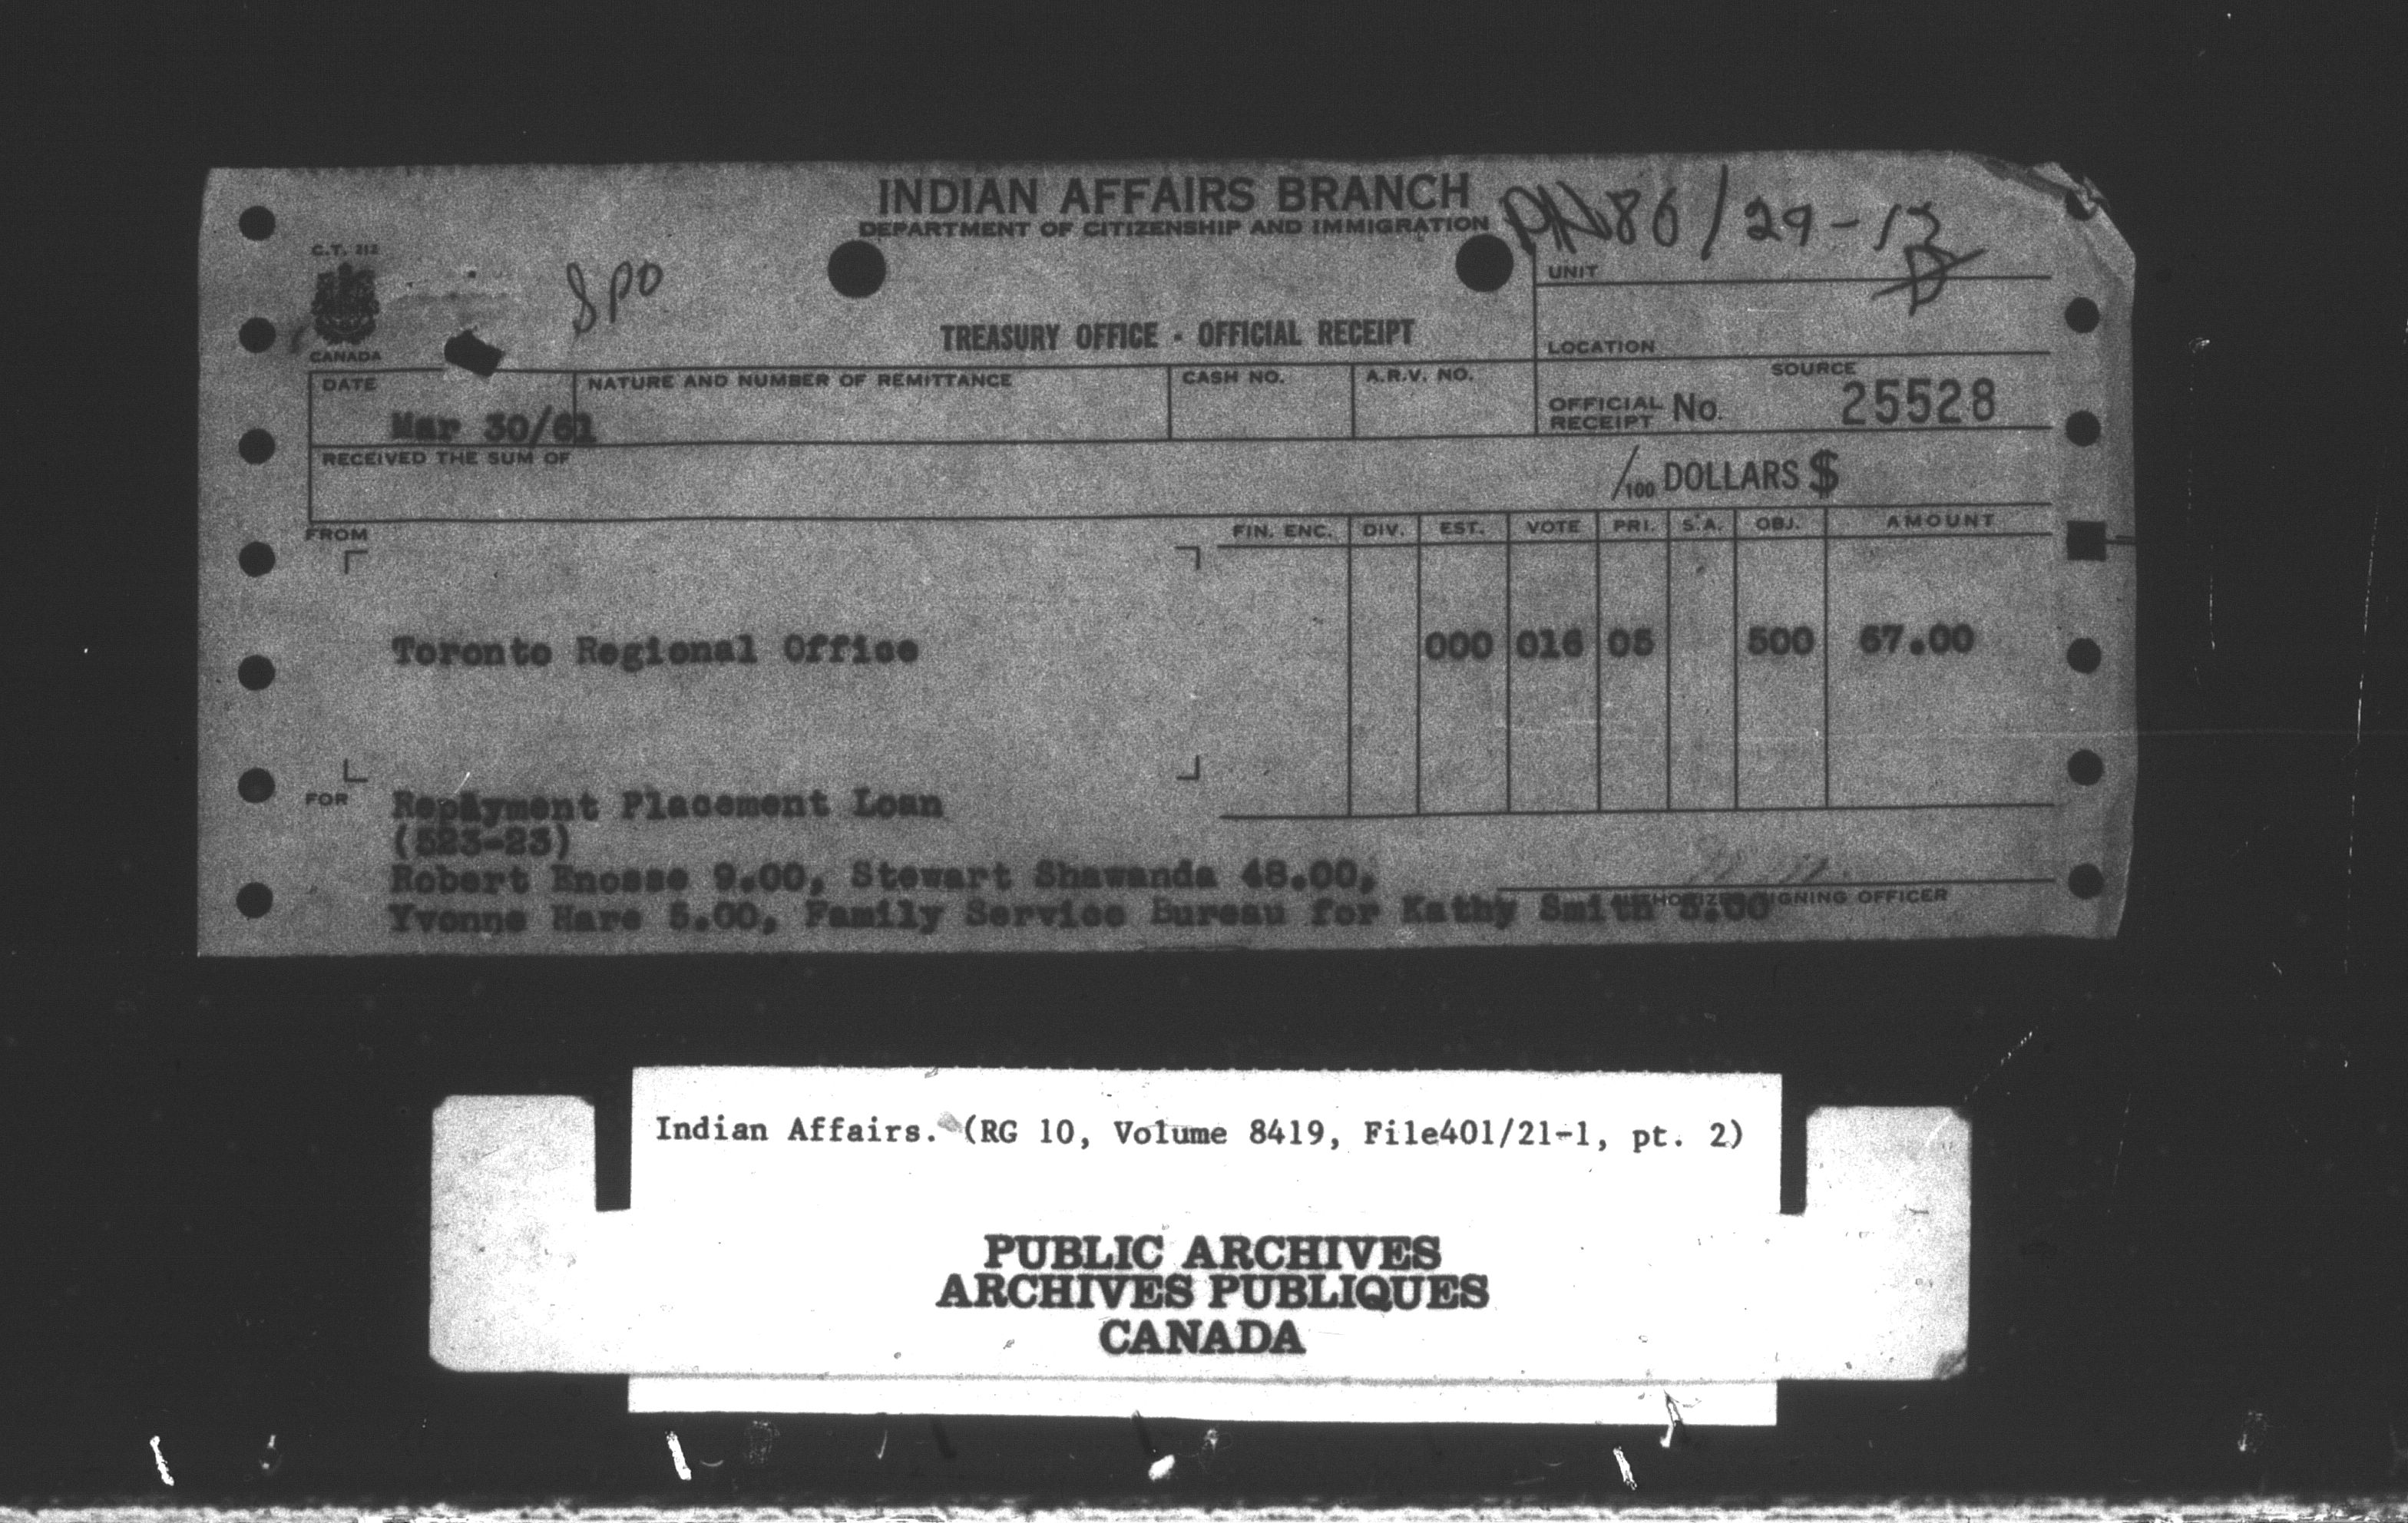 INDIAN AFFAIRS BRANCH
DEPARTMENT OF CITIZENSHIP AND IMMIGRATION
86/29-13
C.T. 212
CANADA
UNIT
TREASURY OFFICE - OFFICIAL RECEIPT
LOCATION
DATE NATURE AND NUMBER OF REMITTANCE CASH NO. A.R.V. NO. SOURCE
Mar 30/61 OFFICIAL RECEIPT No. 25528
RECEIVED THE SUM OF
/100 DOLLARS $
FROM FIN. ENC. DIV. EST. VOTE PRI. S.A. OBJ. AMOUNT
Toronto Regional Office 000 016 05 500 67.00
FOR Repayment Placement Loan
(523-23)
Robert Enosse 9.00, Stewart Shawanda 48.00,
Yvonne Hare 5.00, Family Service Bureau for Kathy Smith 5.00
AUTHORIZED SIGNING OFFICER
Indian Affairs. (RG 10, Volume 8419, File401/21-1, pt. 2)
PUBLIC ARCHIVES
ARCHIVES PUBLIQUES
CANADA